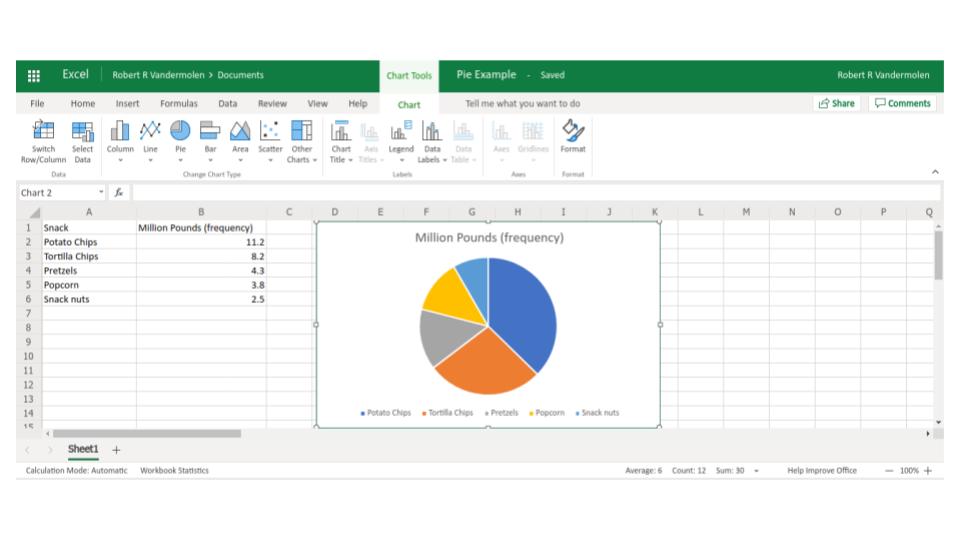 Excel Robert R Vandermolen > Documents Chart Tools Pie Example - Saved Robert R Vandermolen
File Home Insert Formulas Data Review View Help Chart Tell me what you want to do Share Comments
Switch Row/Column Select Data Column Line Pie Bar Area Scatter Other Charts Chart Title Axis Titles Legend Data Labels Data Table Axes Gridlines Format
Data Change Chart Type Labels Axes Format
Chart 2 fx
A B C D E F G H I J K L M N O P Q
1 Snack Million Pounds (frequency)
2 Potato Chips 11.2
3 Tortilla Chips 8.2
4 Pretzels 4.3
5 Popcorn 3.8
6 Snack nuts 2.5
7
8
9
10
11
12
13
14
15
Million Pounds (frequency)
Potato Chips Tortilla Chips Pretzels Popcorn Snack nuts
Sheet1 +
Calculation Mode: Automatic Workbook Statistics Average: 6 Count: 12 Sum: 30 Help Improve Office — 100% +